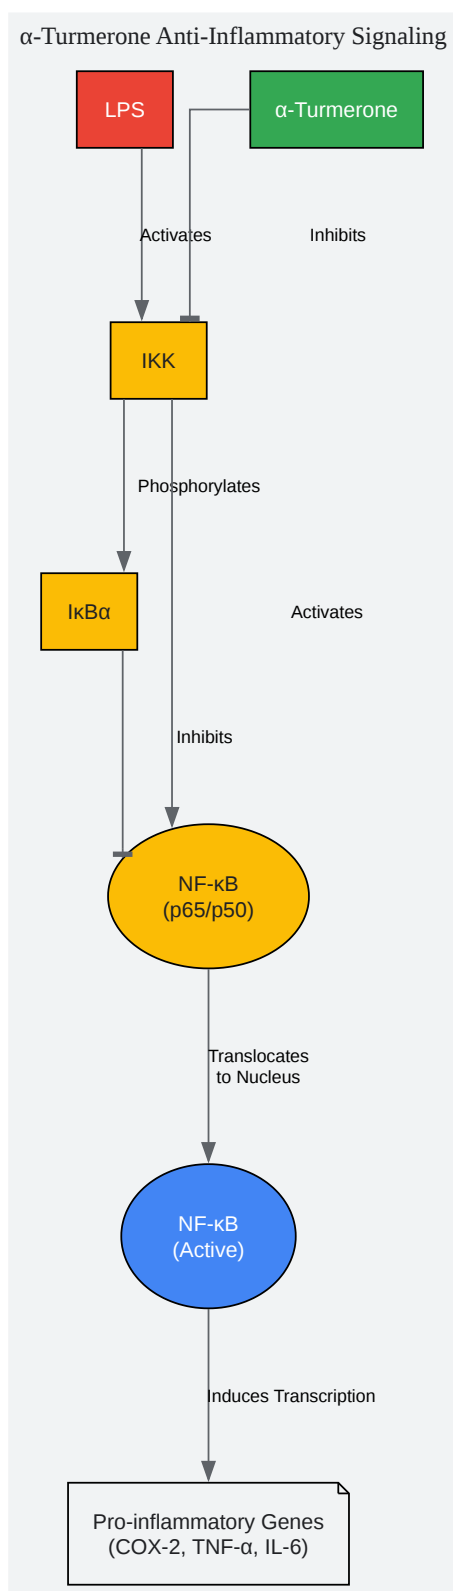 α-Turmerone Anti-Inflammatory Signaling
LPS
α-Turmerone
Activates
Inhibits
IKK
Phosphorylates
IκBα
Activates
Inhibits
NF-κB
(p65/p50)
Translocates
to Nucleus
NF-κB
(Active)
Induces Transcription
Pro-inflammatory Genes
(COX-2, TNF-α, IL-6)